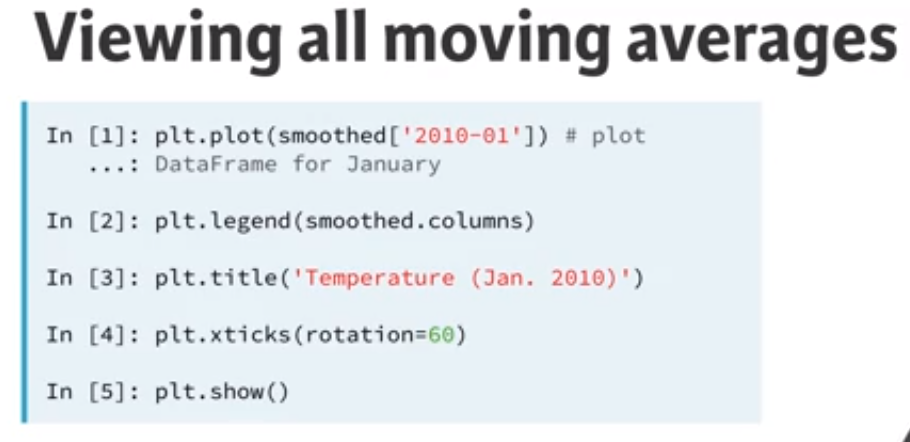 Viewing all moving averages
In [1]: plt.plot(smoothed['2010-01']) # plot
...: DataFrame for January
In [2]: plt.legend(smoothed.columns)
In [3]: plt.title('Temperature (Jan. 2010)')
In [4]: plt.xticks(rotation=60)
In [5]: plt.show()